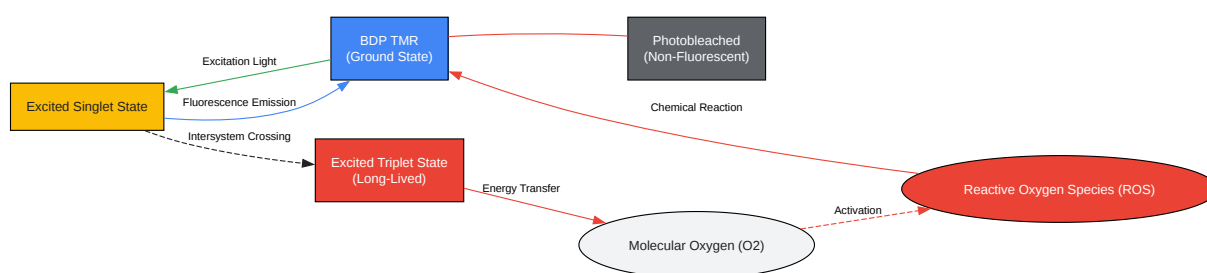 BDP TMR
(Ground State)
Photobleached
(Non-Fluorescent)
Excitation Light
Excited Singlet State
Fluorescence Emission
Chemical Reaction
Intersystem Crossing
Excited Triplet State
(Long-Lived)
Energy Transfer
Reactive Oxygen Species (ROS)
Activation
Molecular Oxygen (O2)